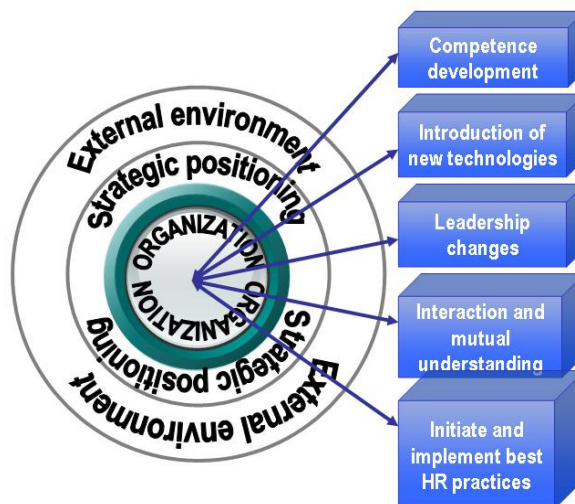 External environment
Strategic positioning
ORGANIZATION
ORGANIZATION
Strategic positioning
External environment
Competence
development
Introduction of
new technologies
Leadership
changes
Interaction and
mutual
understanding
Initiate and
implement best
HR practices